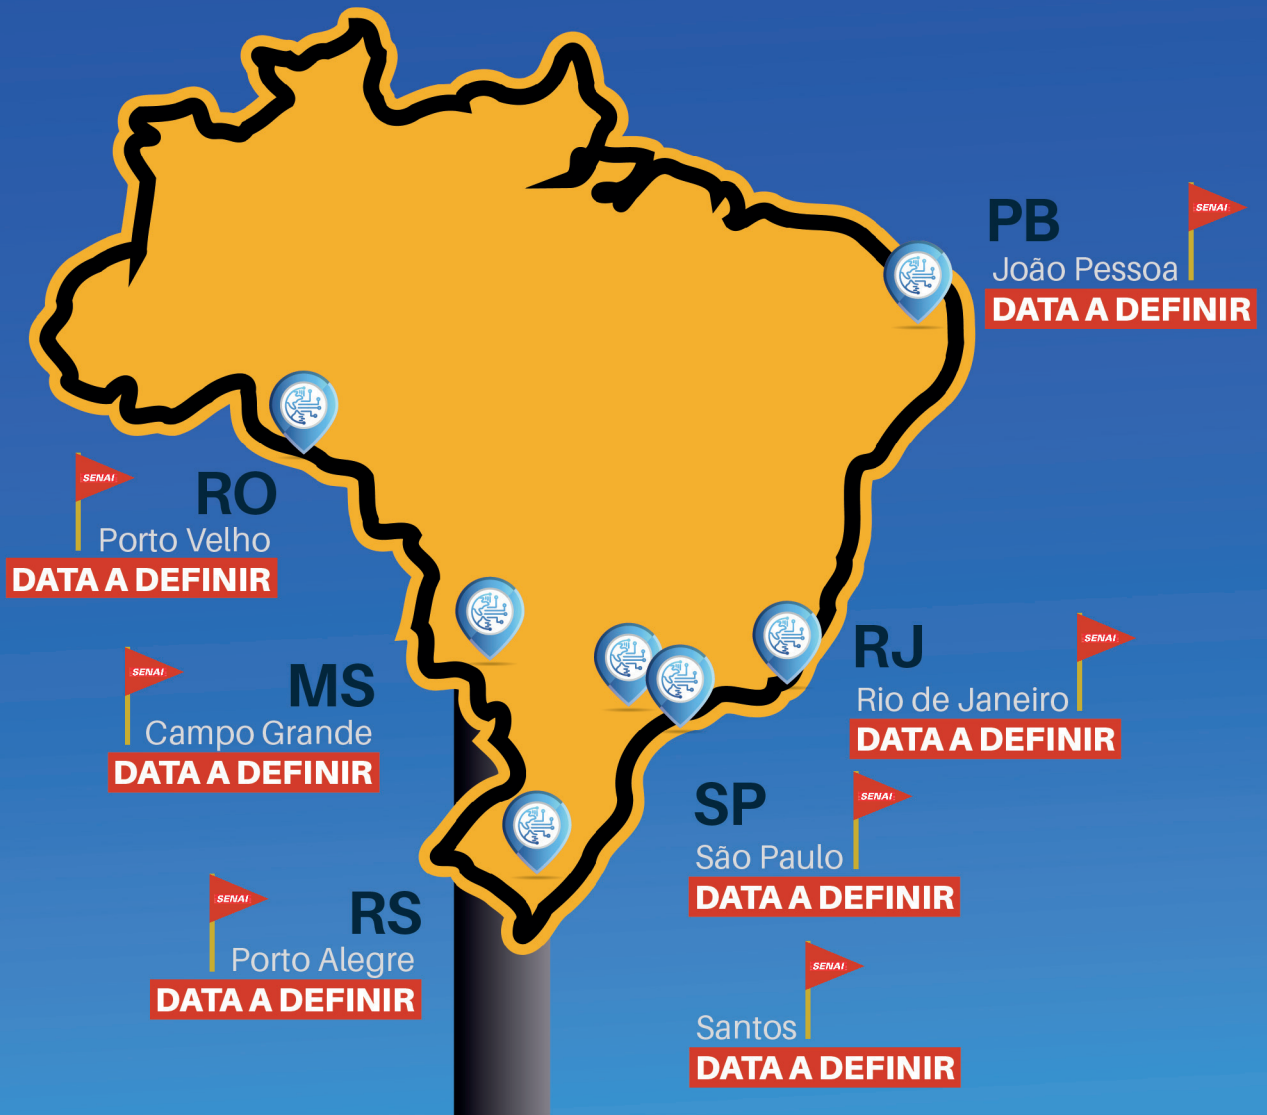 PB
SENAI
João Pessoa
DATA A DEFINIR
SENAI
RO
Porto Velho
DATA A DEFINIR
SENAI
MS
Campo Grande
DATA A DEFINIR
RJ
SENAI
Rio de Janeiro
DATA A DEFINIR
SP
SENAI
São Paulo
DATA A DEFINIR
SENAI
RS
Porto Alegre
DATA A DEFINIR
SENAI
Santos
DATA A DEFINIR